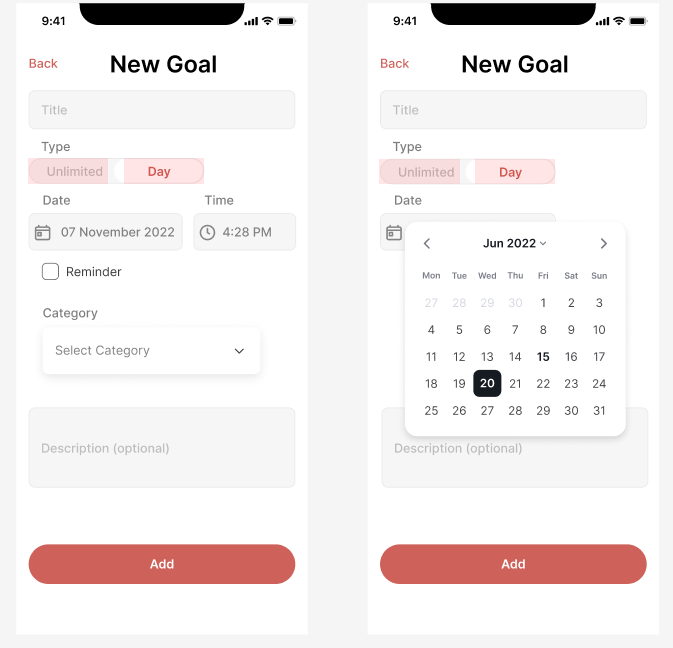 9:41
Back New Goal
Title
Type
Unlimited Day
Date Time
07 November 2022 4:28 PM
Reminder
Category
Select Category
Description (optional)
Add
9:41
Back New Goal
Title
Type
Unlimited Day
Date
Jun 2022
Mon Tue Wed Thu Fri Sat Sun
27 28 29 30 1 2 3
4 5 6 7 8 9 10
11 12 13 14 15 16 17
18 19 20 21 22 23 24
25 26 27 28 29 30 31
Description (optional)
Add